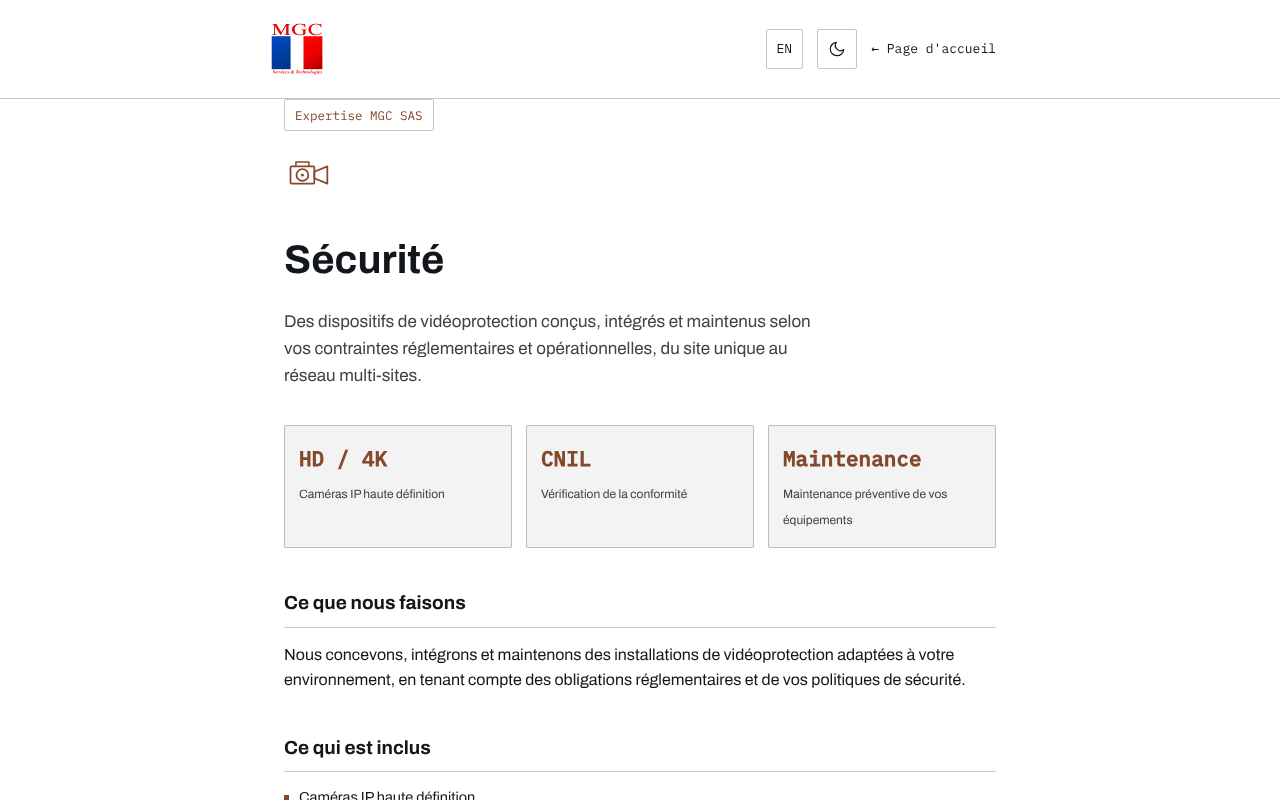 MGC
Services & Technologies
EN
← Page d'accueil
Expertise MGC SAS
Sécurité
Des dispositifs de vidéoprotection conçus, intégrés et maintenus selon
vos contraintes réglementaires et opérationnelles, du site unique au
réseau multi-sites.
HD / 4K
Caméras IP haute définition
CNIL
Vérification de la conformité
Maintenance
Maintenance préventive de vos
équipements
Ce que nous faisons
Nous concevons, intégrons et maintenons des installations de vidéoprotection adaptées à votre
environnement, en tenant compte des obligations réglementaires et de vos politiques de sécurité.
Ce qui est inclus
Caméras IP haute définition